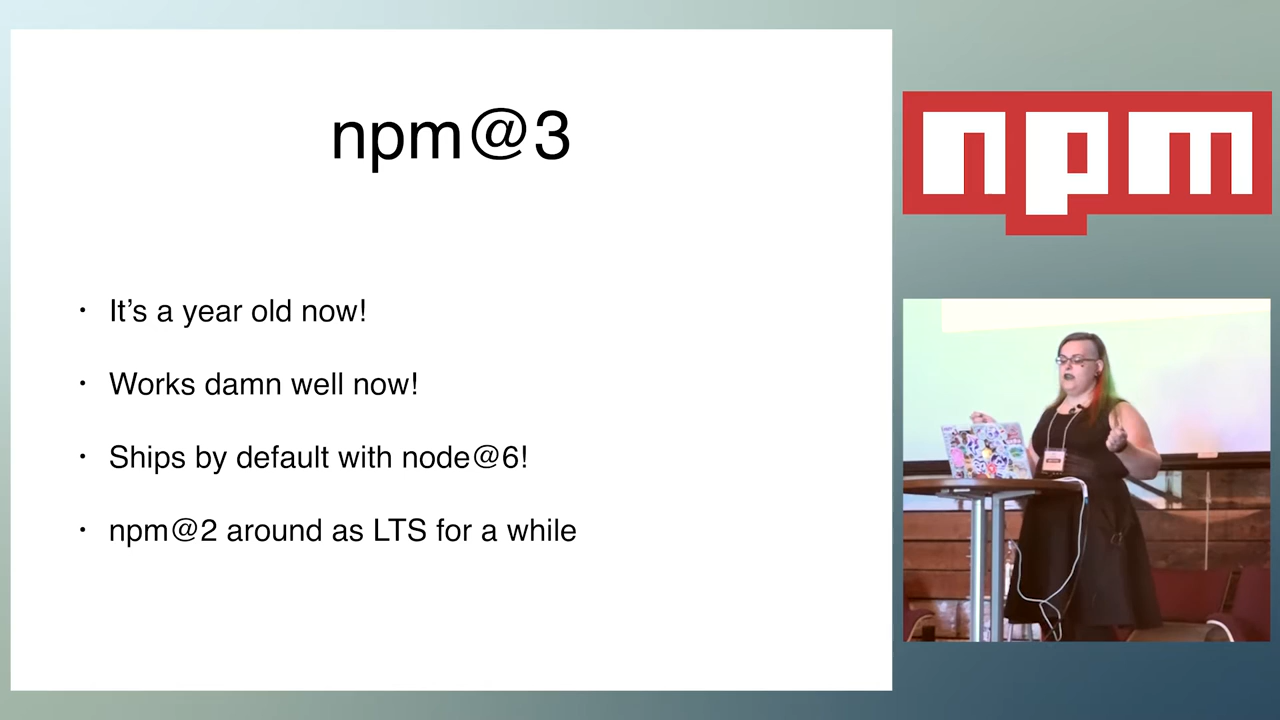 npm@3
• It’s a year old now!
• Works damn well now!
• Ships by default with node@6!
• npm@2 around as LTS for a while
npm